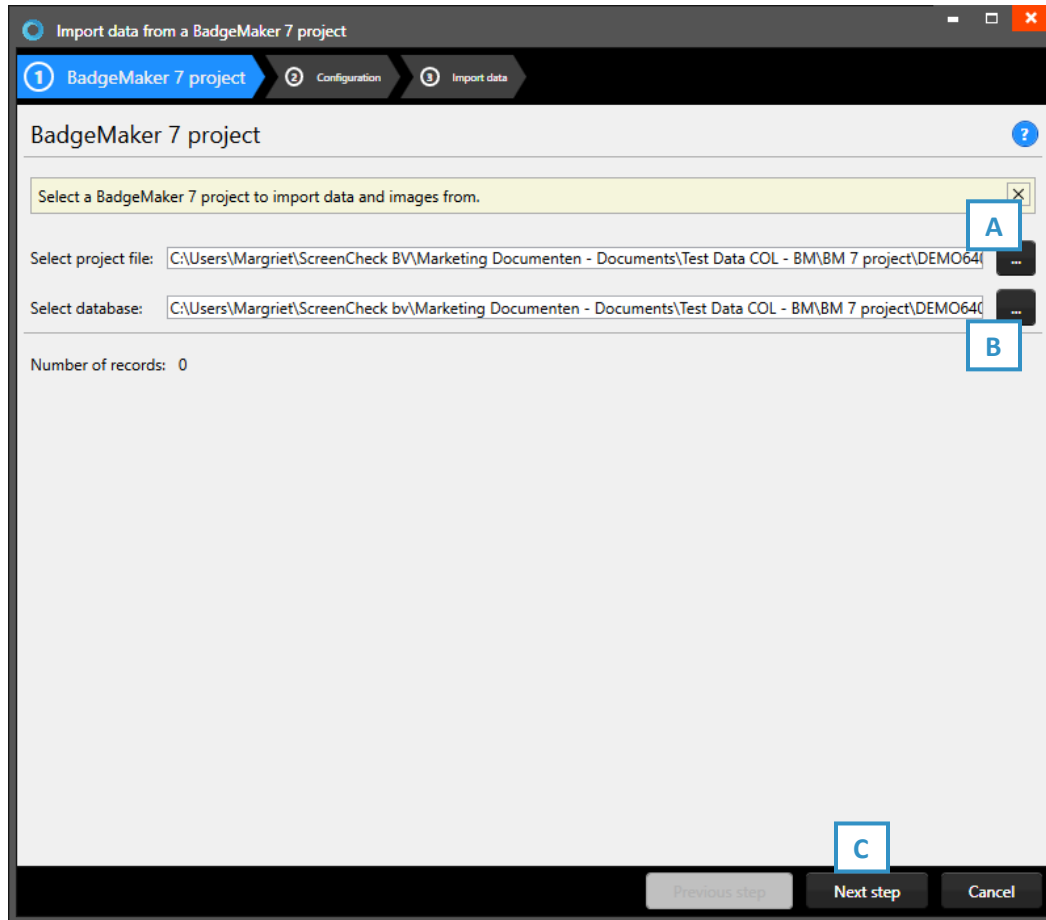 Import data from a BadgeMaker 7 project
1 BadgeMaker 7 project 2 Configuration 3 Import data
BadgeMaker 7 project ?
Select a BadgeMaker 7 project to import data and images from.
A
Select project file: C:\Users\Margriet\ScreenCheck BV\Marketing Documenten - Documents\Test Data COL - BM\BM 7 project\DEMO640 ...
Select database: C:\Users\Margriet\ScreenCheck bv\Marketing Documenten - Documents\Test Data COL - BM\BM 7 project\DEMO640 ...
B
Number of records: 0
C
Previous step Next step Cancel